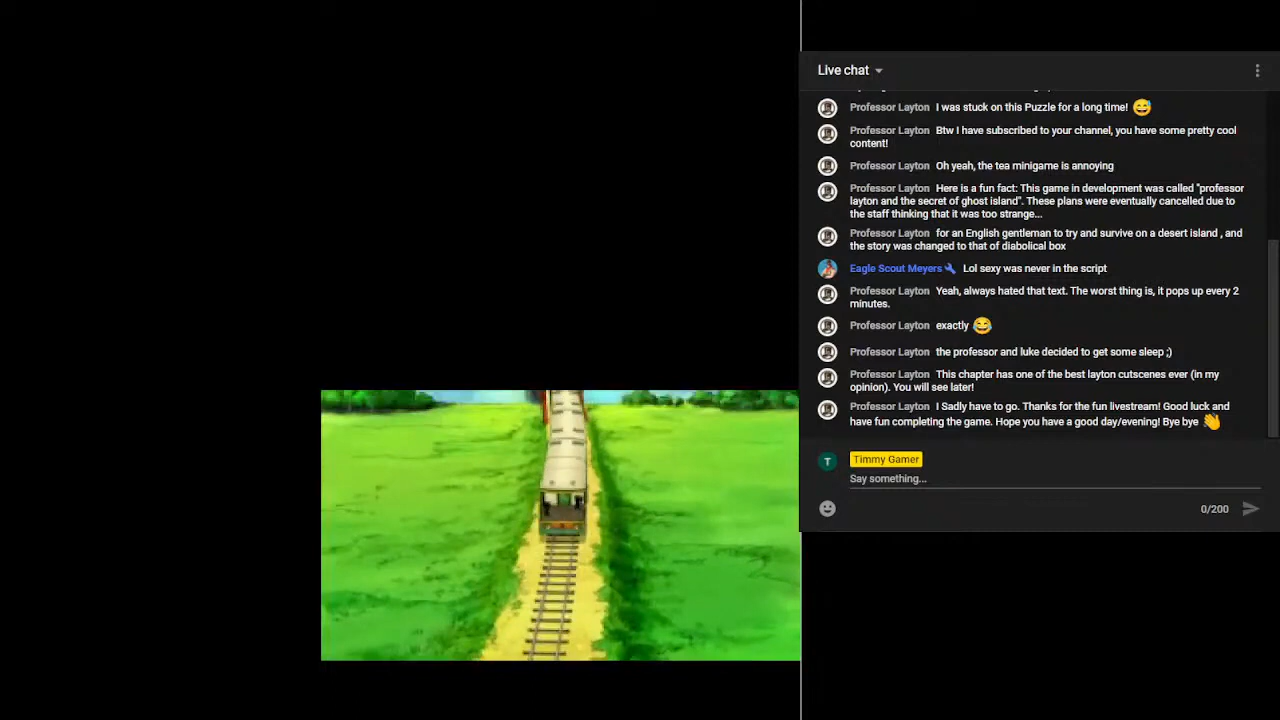 Live chat
Professor Layton I was stuck on this Puzzle for a long time! 😅
Professor Layton Btw I have subscribed to your channel, you have some pretty cool
content!
Professor Layton Oh yeah, the tea minigame is annoying
Professor Layton Here is a fun fact: This game in development was called "professor
layton and the secret of ghost island". These plans were eventually cancelled due to
the staff thinking that it was too strange...
Professor Layton for an English gentleman to try and survive on a desert island , and
the story was changed to that of diabolical box
Eagle Scout Meyers Lol sexy was never in the script
Professor Layton Yeah, always hated that text. The worst thing is, it pops up every 2
minutes.
Professor Layton exactly 😂
Professor Layton the professor and luke decided to get some sleep ;)
Professor Layton This chapter has one of the best layton cutscenes ever (in my
opinion). You will see later!
Professor Layton I Sadly have to go. Thanks for the fun livestream! Good luck and
have fun completing the game. Hope you have a good day/evening! Bye bye 👋
T Timmy Gamer
Say something...
0/200